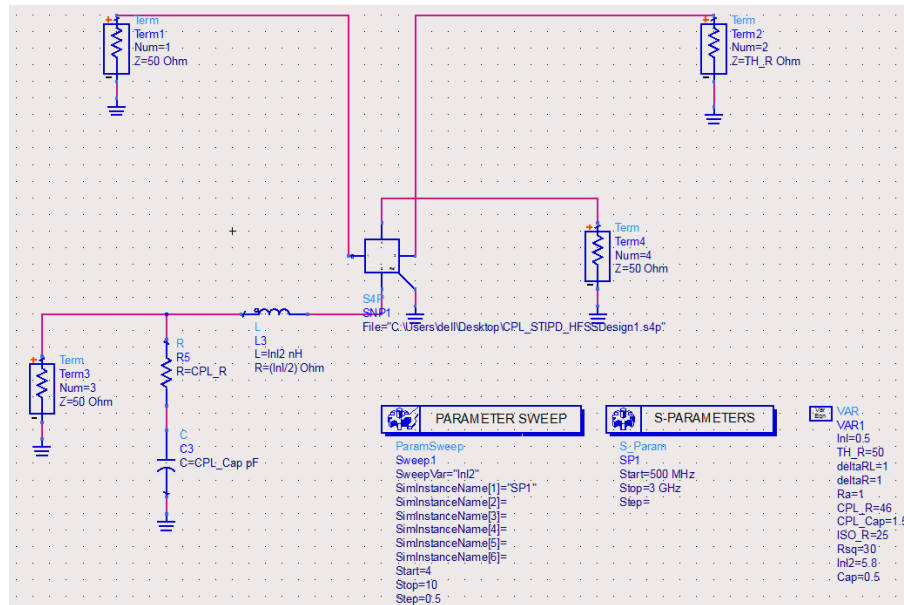 Term
Term1
Num=1
Z=50 Ohm
Term
Term2
Num=2
Z=TH_R Ohm
Term
Term4
Num=4
Z=50 Ohm
S4P
SNP1
File="C:\Users\dell\Desktop\CPL_STIPD_HFSSDesign1.s4p"
L
L3
L=lnl2 nH
R=(lnl/2) Ohm
R
R5
R=CPL_R
Term
Term3
Num=3
Z=50 Ohm
C
C3
C=CPL_Cap pF
PARAMETER SWEEP
ParamSweep
Sweep1
SweepVar="lnl2"
SimInstanceName[1]="SP1"
SimInstanceName[2]=
SimInstanceName[3]=
SimInstanceName[4]=
SimInstanceName[5]=
SimInstanceName[6]=
Start=4
Stop=10
Step=0.5
S-PARAMETERS
S_Param
SP1
Start=500 MHz
Stop=3 GHz
Step=
Var
Eqn
VAR
VAR1
lnl=0.5
TH_R=50
deltaRL=1
deltaR=1
Ra=1
CPL_R=46
CPL_Cap=1.5
ISO_R=25
Rsq=30
lnl2=5.8
Cap=0.5